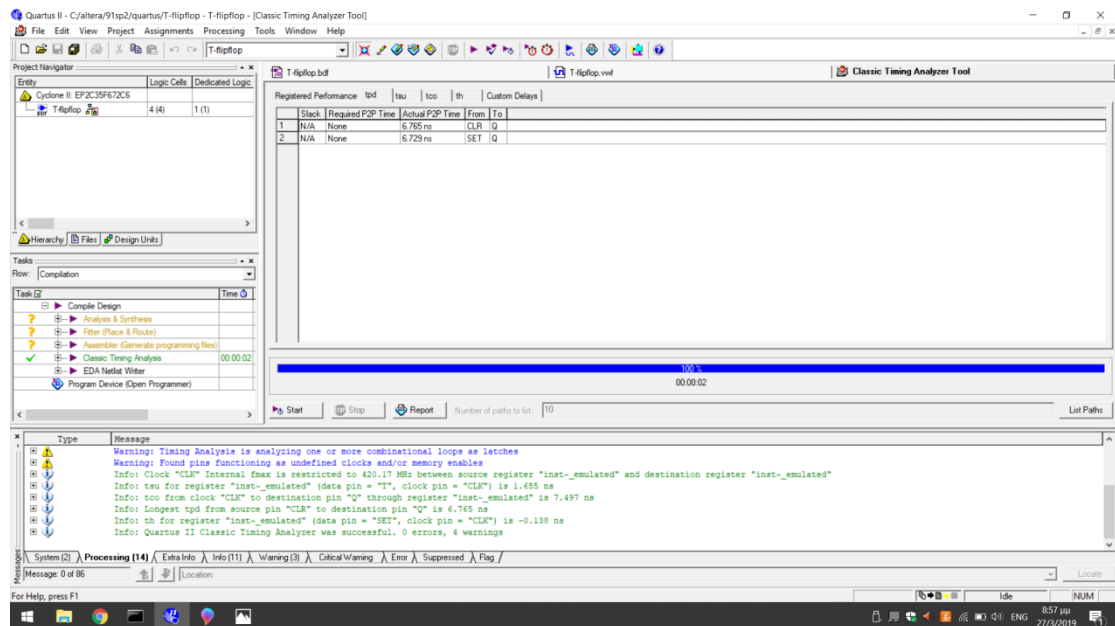 Quartus II - C:/altera/91sp2/quartus/T-flipflop - T-flipflop - [Classic Timing Analyzer Tool]
File Edit View Project Assignments Processing Tools Window Help
T-flipflop
Project Navigator
Entity Logic Cells Dedicated Logic
Cyclone II: EP2C35F672C6
T-flipflop 4 (4) 1 (1)
Hierarchy Files Design Units
Tasks
Flow: Compilation
Task Time
Compile Design
Analysis & Synthesis
Fitter (Place & Route)
Assembler (Generate programming files)
Classic Timing Analysis 00:00:02
EDA Netlist Writer
Program Device (Open Programmer)
T-flipflop.bdf T-flipflop.vwf Classic Timing Analyzer Tool
Registered Performance tpd tsu tco th Custom Delays
Slack Required P2P Time Actual P2P Time From To
1 N/A None 6.765 ns CLR Q
2 N/A None 6.729 ns SET Q
100 %
00:00:02
Start Stop Report Number of paths to list: 10 List Paths
Type Message
Warning: Timing Analysis is analyzing one or more combinational loops as latches
Warning: Found pins functioning as undefined clocks and/or memory enables
Info: Clock "CLK" Internal fmax is restricted to 420.17 MHz between source register "inst~_emulated" and destination register "inst~_emulated"
Info: tsu for register "inst~_emulated" (data pin = "T", clock pin = "CLK") is 1.655 ns
Info: tco from clock "CLK" to destination pin "Q" through register "inst~_emulated" is 7.497 ns
Info: Longest tpd from source pin "CLR" to destination pin "Q" is 6.765 ns
Info: th for register "inst~_emulated" (data pin = "SET", clock pin = "CLK") is -0.138 ns
Info: Quartus II Classic Timing Analyzer was successful. 0 errors, 4 warnings
Messages
System (2) Processing (14) Extra Info Info (11) Warning (3) Critical Warning Error Suppressed Flag
Message: 0 of 86 Location: Locate
For Help, press F1 Idle NUM
ENG 8:57 μμ
27/3/2019